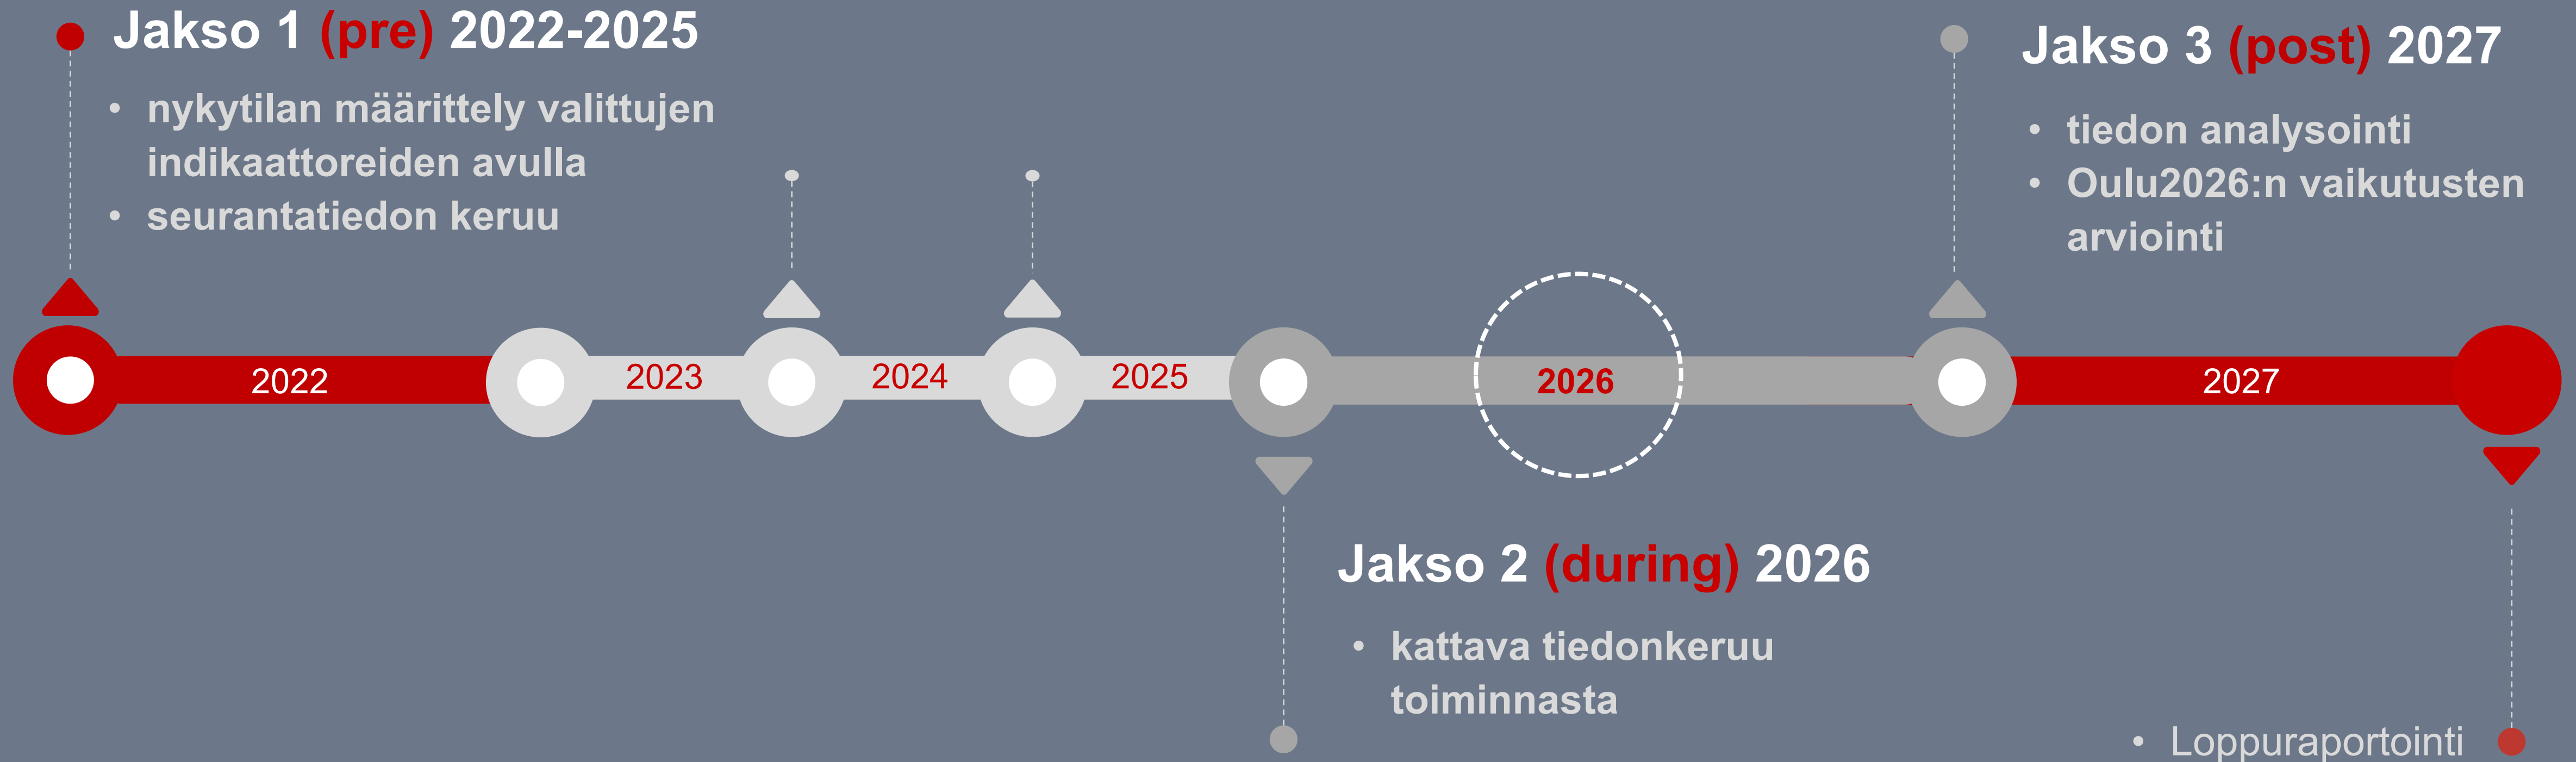 Jakso 1 (pre) 2022-2025
• nykytilan määrittely valittujen
indikaattoreiden avulla
• seurantatiedon keruu
Jakso 3 (post) 2027
• tiedon analysointi
• Oulu2026:n vaikutusten
arviointi
2022
2023
2024
2025
2026
2027
Jakso 2 (during) 2026
• kattava tiedonkeruu
toiminnasta
• Loppuraportointi